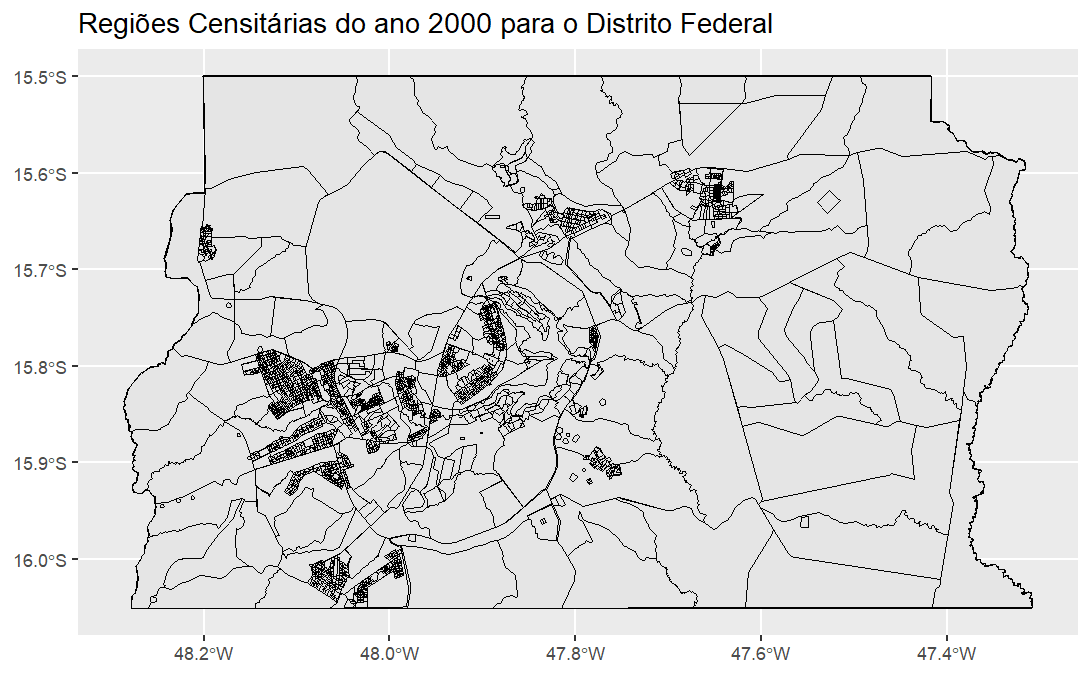 Regiões Censitárias do ano 2000 para o Distrito Federal
15.5°S
15.6°S
15.7°S
15.8°S
15.9°S
16.0°S
48.2°W 48.0°W 47.8°W 47.6°W 47.4°W